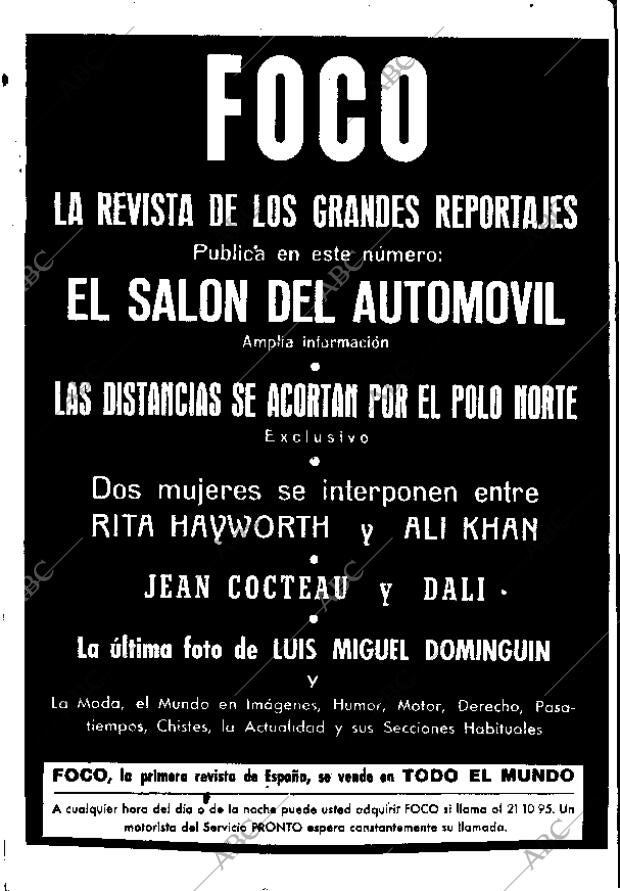 FOCO
LA REVISTA DE LOS GRANDES REPORTAJES
Publica en este número:
EL SALON DEL AUTOMOVIL
Amplia información
LAS DISTANCIAS SE ACORTAN POR EL POLO NORTE
Exclusivo
Dos mujeres se interponen entre
RITA HAYWORTH y ALI KHAN
JEAN COCTEAU y DALI
La última foto de LUIS MIGUEL DOMINGUIN
y
La Moda, el Mundo en Imágenes, Humor, Motor, Derecho, Pasa-
tiempos, Chistes, la Actualidad y sus Secciones Habituales
FOCO, la primera revista de España, se vende en TODO EL MUNDO
A cualquier hora del día o de la noche puede usted adquirir FOCO si llama al 21 10 95. Un
motorista del Servicio PRONTO espera constantemente su llamada.
ABC